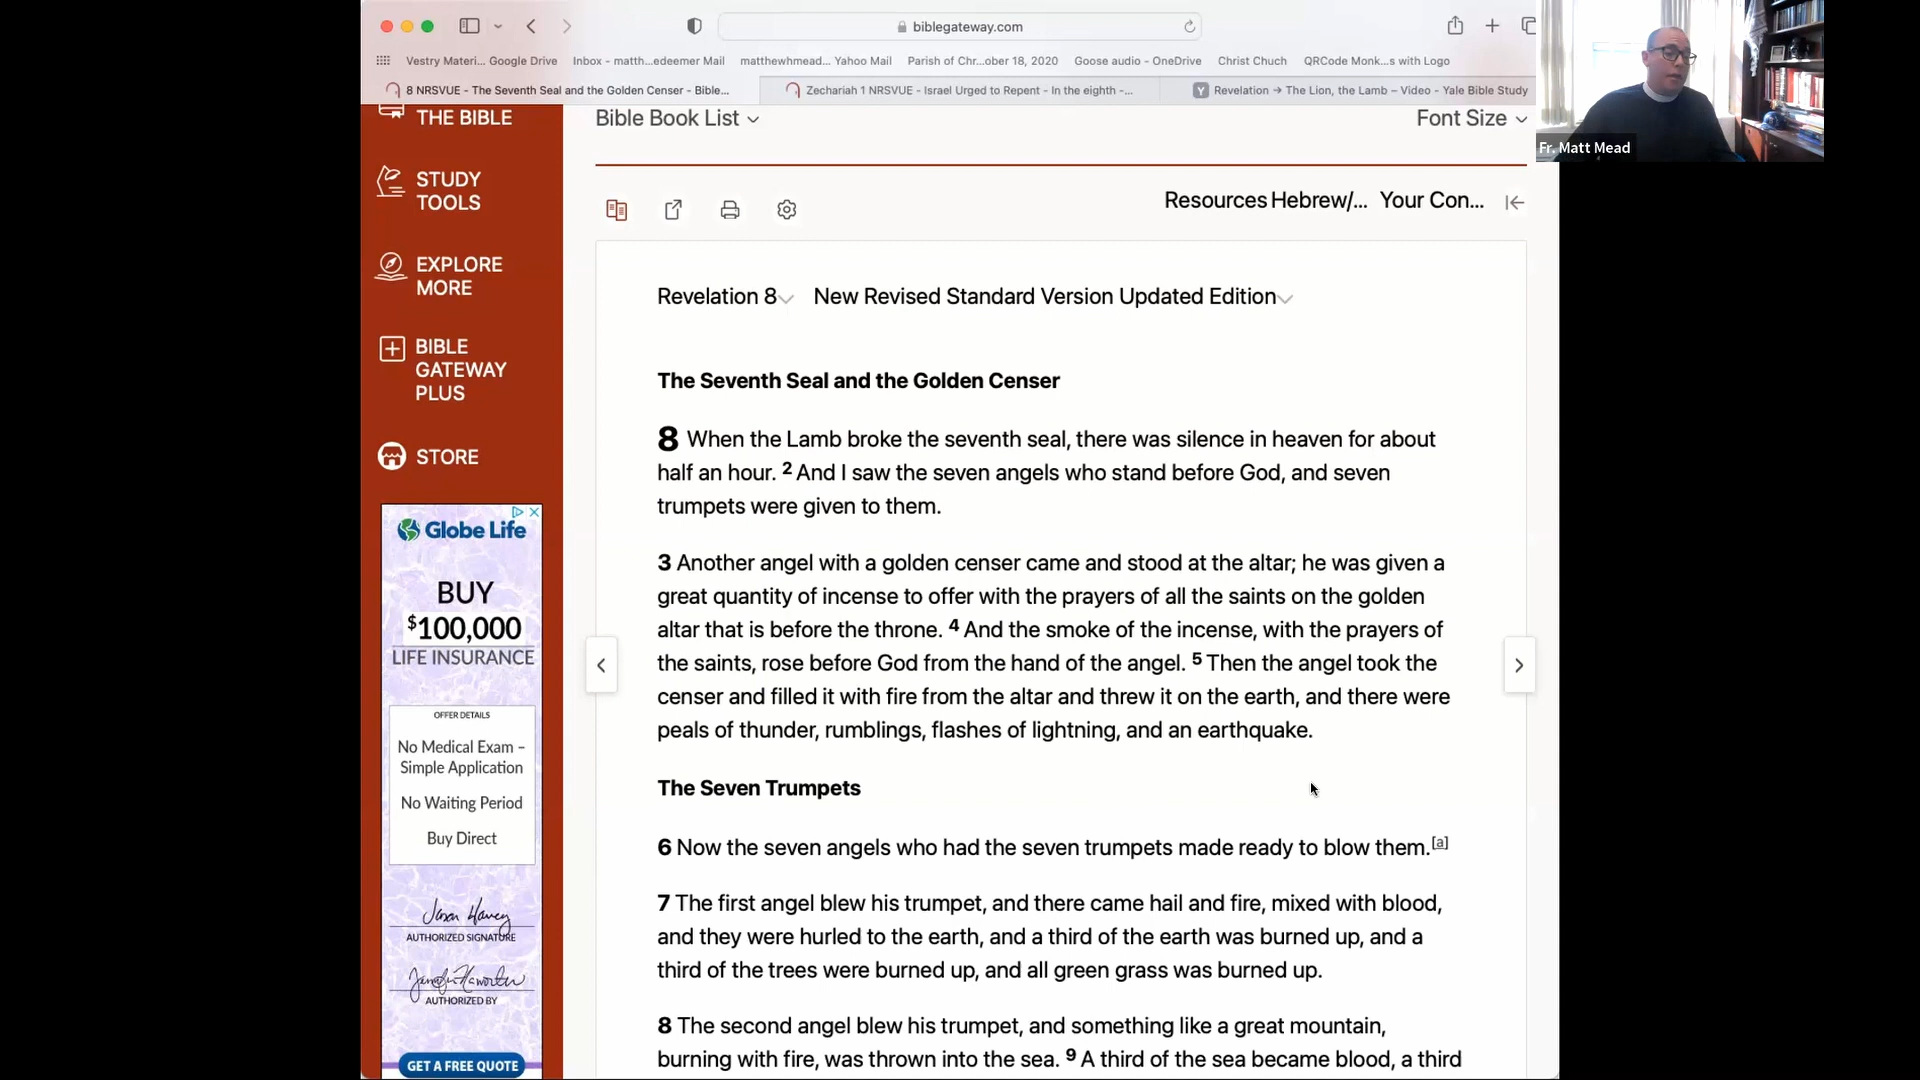 biblegateway.com
Vestry Materi... Google Drive
Inbox - matth...edeemer Mail
matthewhmead... Yahoo Mail
Parish of Chr...ober 18, 2020
Goose audio - OneDrive
Christ Chuch
QRCode Monk...s with Logo
8 NRSVUE - The Seventh Seal and the Golden Censer - Bible...
Zechariah 1 NRSVUE - Israel Urged to Repent - In the eighth -...
Y Revelation → The Lion, the Lamb – Video - Yale Bible Study
Fr. Matt Mead
THE BIBLE
STUDY
TOOLS
EXPLORE
MORE
BIBLE
GATEWAY
PLUS
STORE
Globe Life
BUY
$100,000
LIFE INSURANCE
OFFER DETAILS
No Medical Exam –
Simple Application
No Waiting Period
Buy Direct
AUTHORIZED SIGNATURE
AUTHORIZED BY
GET A FREE QUOTE
Bible Book List
Font Size
Resources Hebrew/... Your Con...
Revelation 8 New Revised Standard Version Updated Edition
The Seventh Seal and the Golden Censer
8 When the Lamb broke the seventh seal, there was silence in heaven for about
half an hour. 2 And I saw the seven angels who stand before God, and seven
trumpets were given to them.
3 Another angel with a golden censer came and stood at the altar; he was given a
great quantity of incense to offer with the prayers of all the saints on the golden
altar that is before the throne. 4 And the smoke of the incense, with the prayers of
the saints, rose before God from the hand of the angel. 5 Then the angel took the
censer and filled it with fire from the altar and threw it on the earth, and there were
peals of thunder, rumblings, flashes of lightning, and an earthquake.
The Seven Trumpets
6 Now the seven angels who had the seven trumpets made ready to blow them.[a]
7 The first angel blew his trumpet, and there came hail and fire, mixed with blood,
and they were hurled to the earth, and a third of the earth was burned up, and a
third of the trees were burned up, and all green grass was burned up.
8 The second angel blew his trumpet, and something like a great mountain,
burning with fire, was thrown into the sea. 9 A third of the sea became blood, a third